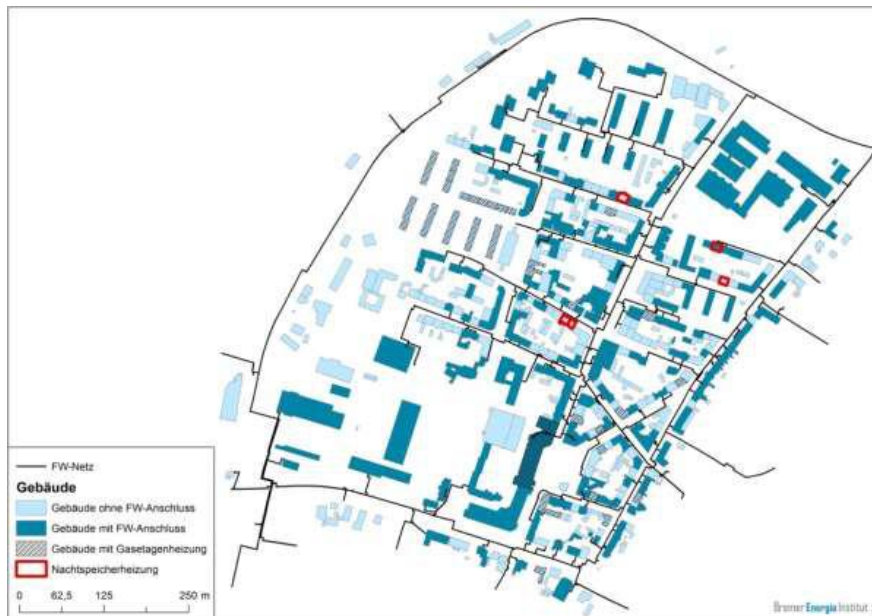 FW-Netz
Gebäude
Gebäude ohne FW-Anschluss
Gebäude mit FW-Anschluss
Gebäude mit Gasetagenheizung
Nachtspeicherheizung
0 62,5 125 250 m
Bremer Energie Institut